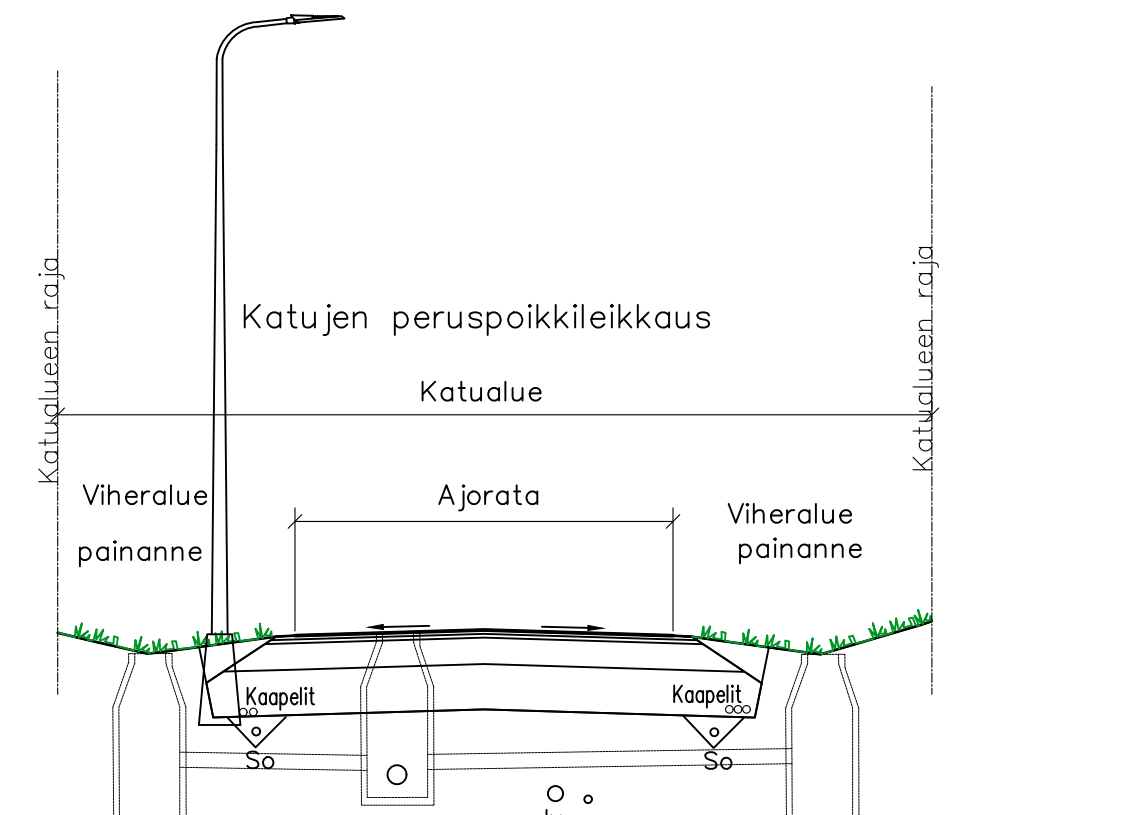 Katualueen raja
Katujen peruspoikkileikkaus
Katualueen raja
Katualue
Viheralue
painanne
Ajorata
Viheralue
painanne
Kaapelit
Kaapelit
So
So